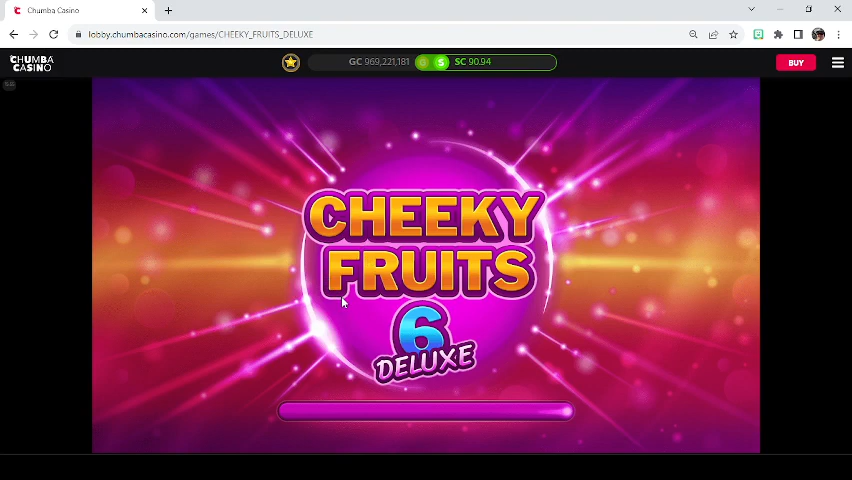 Chumba Casino
lobby.chumbacasino.com/games/CHEEKY_FRUITS_DELUXE
CHUMBA
CASINO
GC 969,221,181
G
S
SC 90.94
BUY
CHEEKY
FRUITS
6
DELUXE